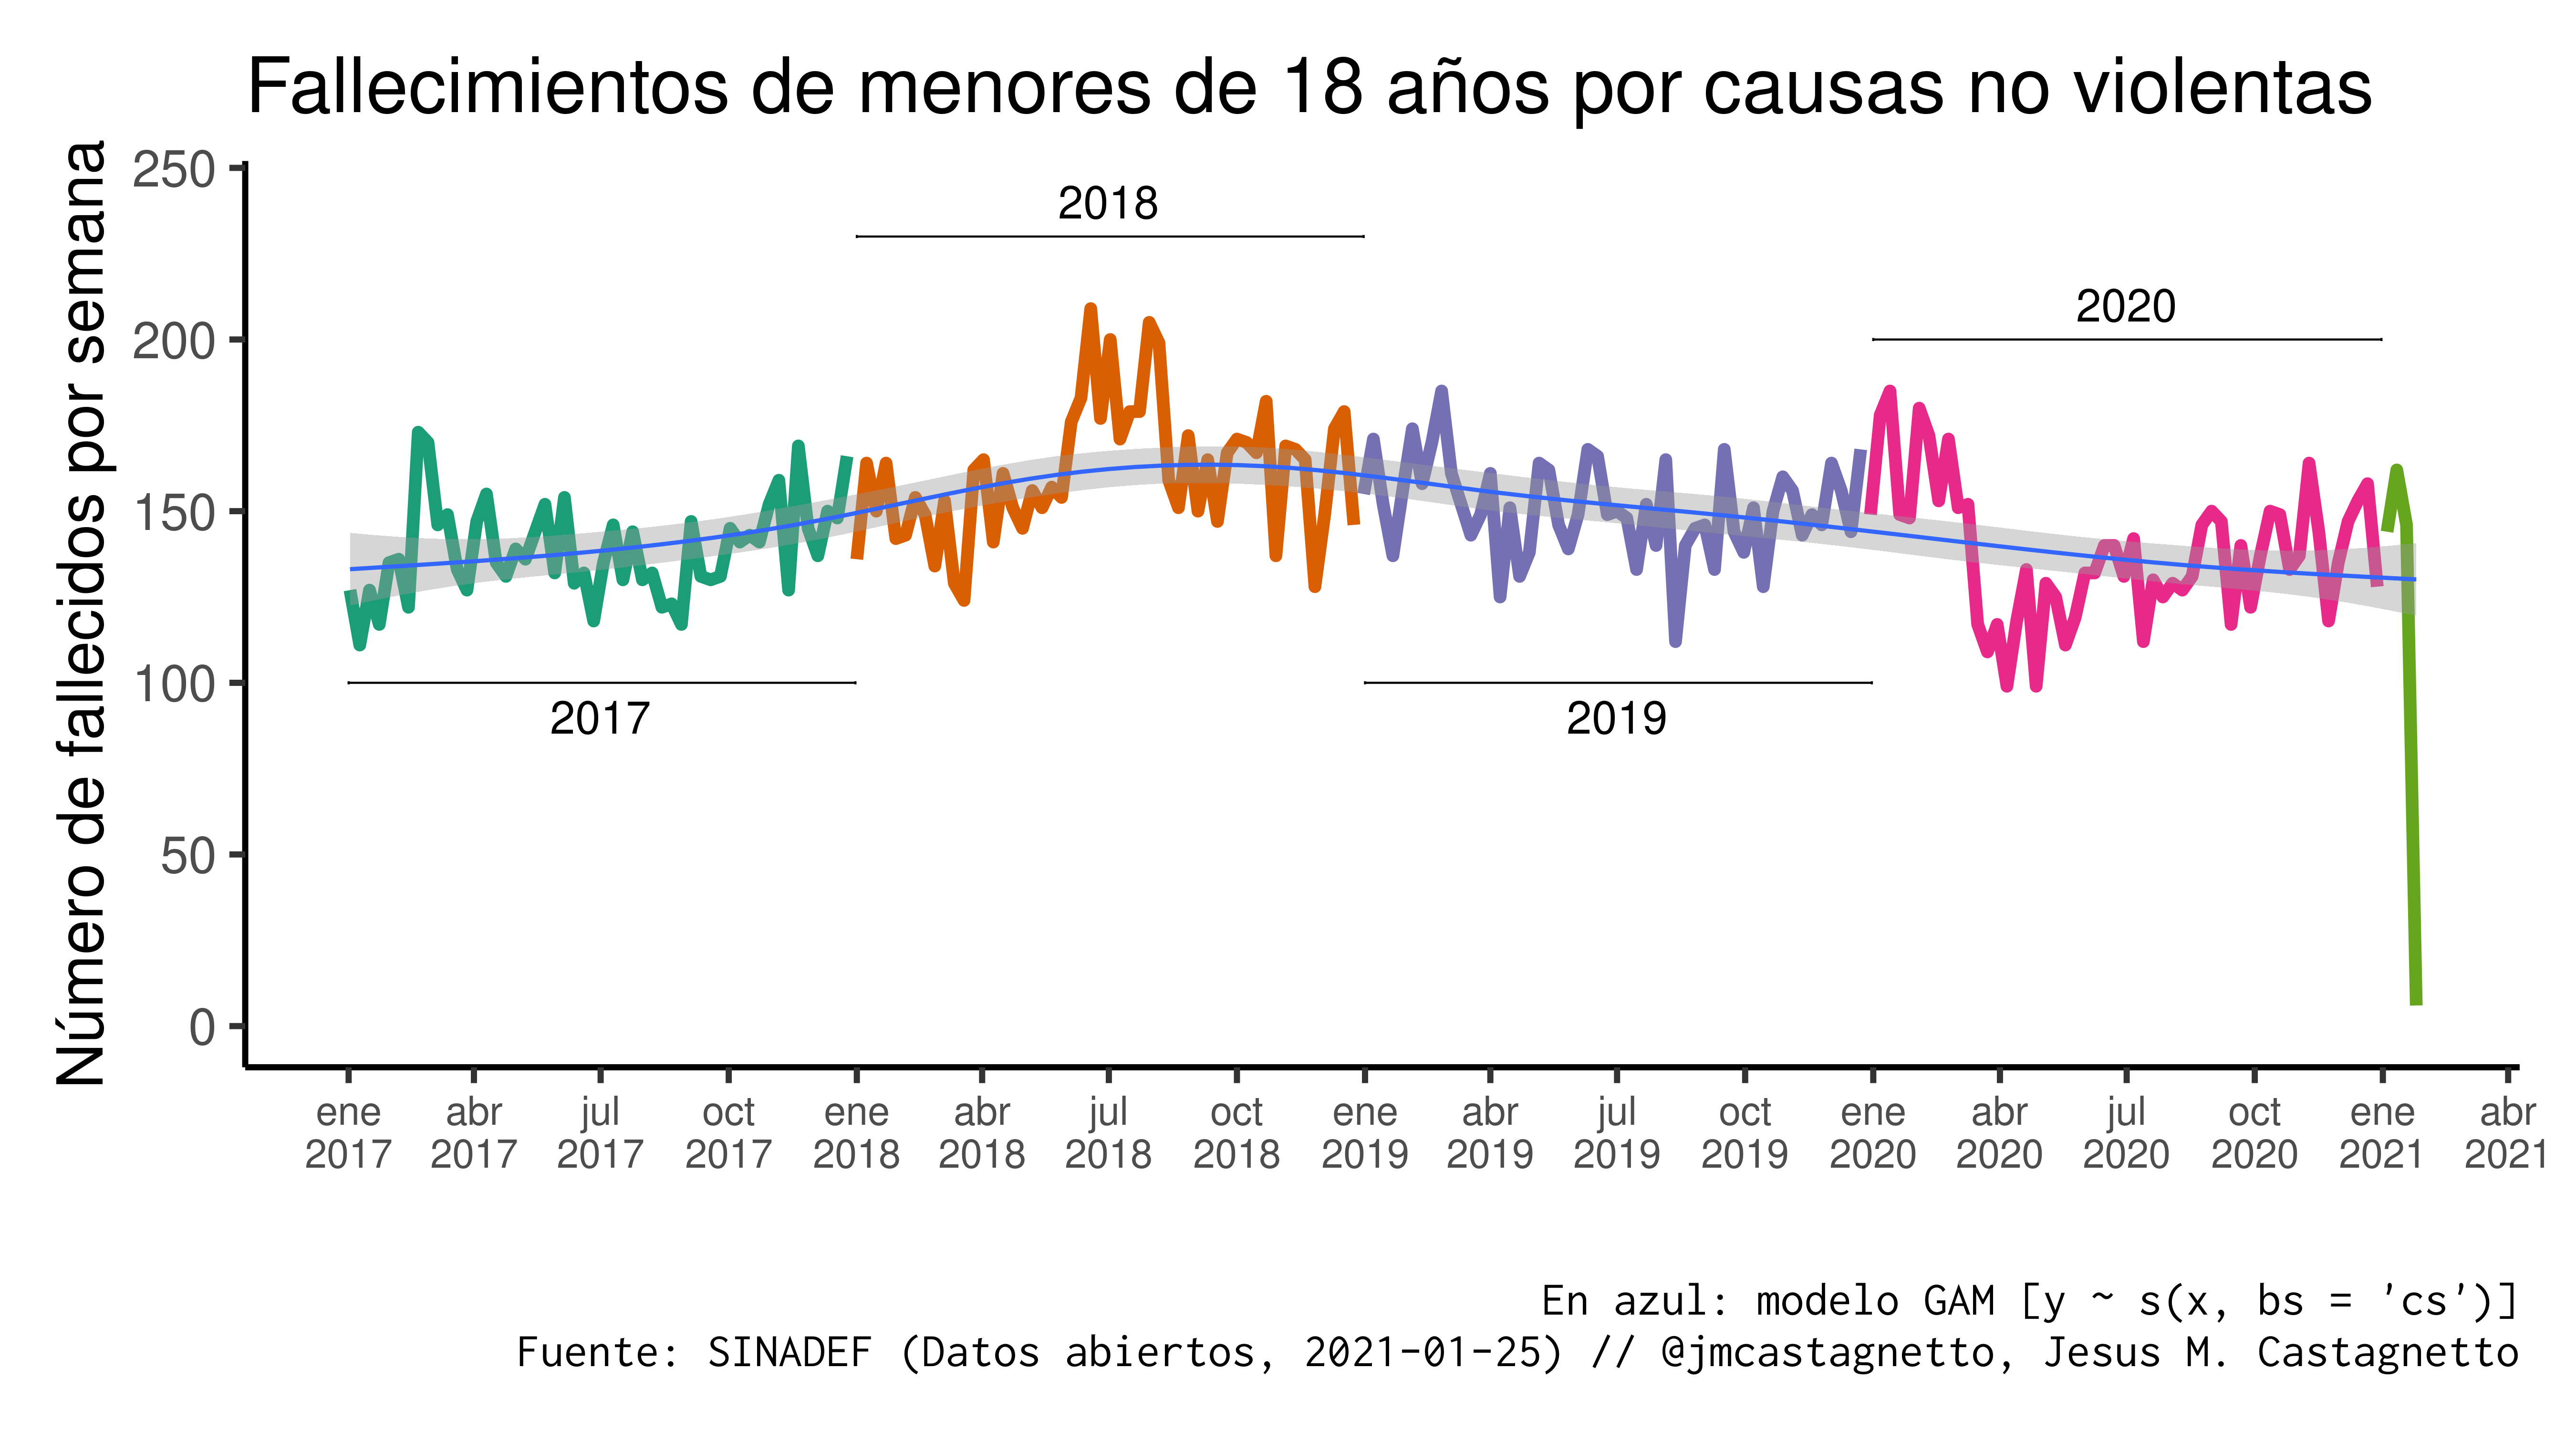 Fallecimientos de menores de 18 años por causas no violentas
Número de fallecidos por semana
250
200
150
100
50
0
2018
2020
2017
2019
ene abr jul oct ene abr jul oct ene abr jul oct ene abr jul oct ene abr
2017 2017 2017 2017 2018 2018 2018 2018 2019 2019 2019 2019 2020 2020 2020 2020 2021 2021
En azul: modelo GAM [y ~ s(x, bs = 'cs')]
Fuente: SINADEF (Datos abiertos, 2021-01-25) // @jmcastagnetto, Jesus M. Castagnetto